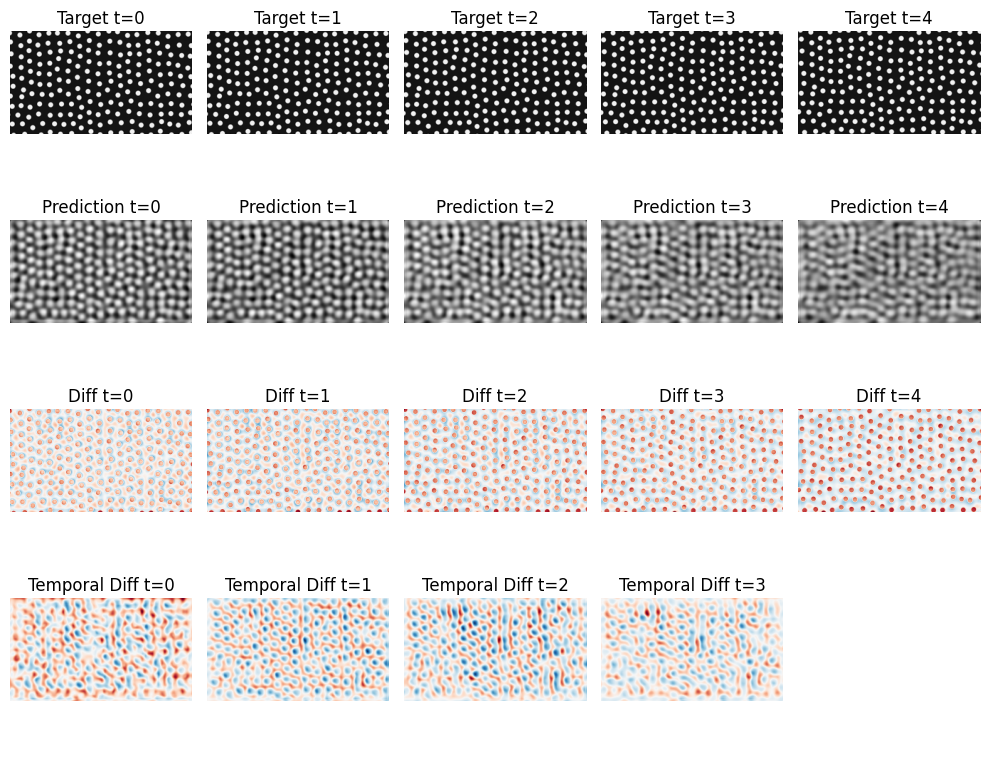 Target t=0 Target t=1 Target t=2 Target t=3 Target t=4
Prediction t=0 Prediction t=1 Prediction t=2 Prediction t=3 Prediction t=4
Diff t=0 Diff t=1 Diff t=2 Diff t=3 Diff t=4
Temporal Diff t=0 Temporal Diff t=1 Temporal Diff t=2 Temporal Diff t=3